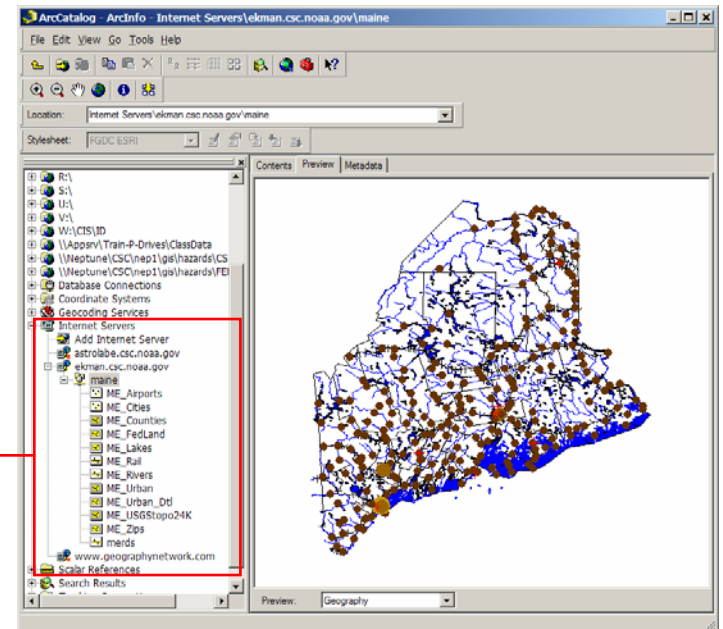 ArcCatalog - ArcInfo - Internet Servers\ekman.csc.noaa.gov\maine
File Edit View Go Tools Help
Location: Internet Servers\ekman.csc.noaa.gov\maine
Stylesheet: FGDC ESRI
Contents Preview Metadata
R:\
S:\
U:\
V:\
W:\CIS\ID
\\Appsrv\Train-P-Drives\ClassData
\\Neptune\CSC\nep1\gis\hazards\CS
\\Neptune\CSC\nep1\gis\hazards\FEI
Database Connections
Coordinate Systems
Geocoding Services
Internet Servers
Add Internet Server
astrolabe.csc.noaa.gov
ekman.csc.noaa.gov
maine
ME_Airports
ME_Cities
ME_Counties
ME_FedLand
ME_Lakes
ME_Rail
ME_Rivers
ME_Urban
ME_Urban_Dtl
ME_USGStopo24K
ME_Zips
merds
www.geographynetwork.com
Scalar References
Search Results
Preview: Geography